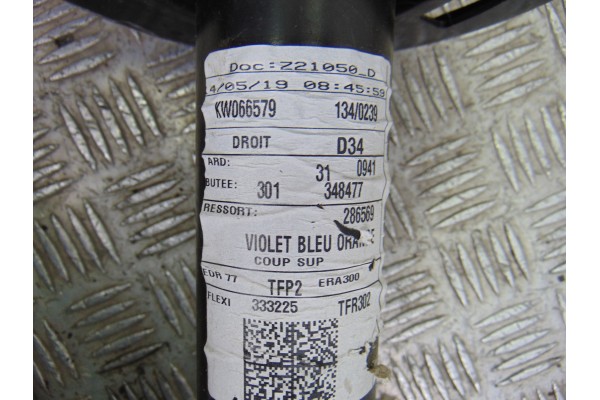 Doc: Z21050_D
4/05/19 08:45:59
KW066579 134/0239
DROIT D34
ARD: 31 0941
BUTEE: 301 348477
RESSORT: 286569
VIOLET BLEU
COUP SUP
EDR 77 TFP2 ERA300
FLEXI 333225 TFR302